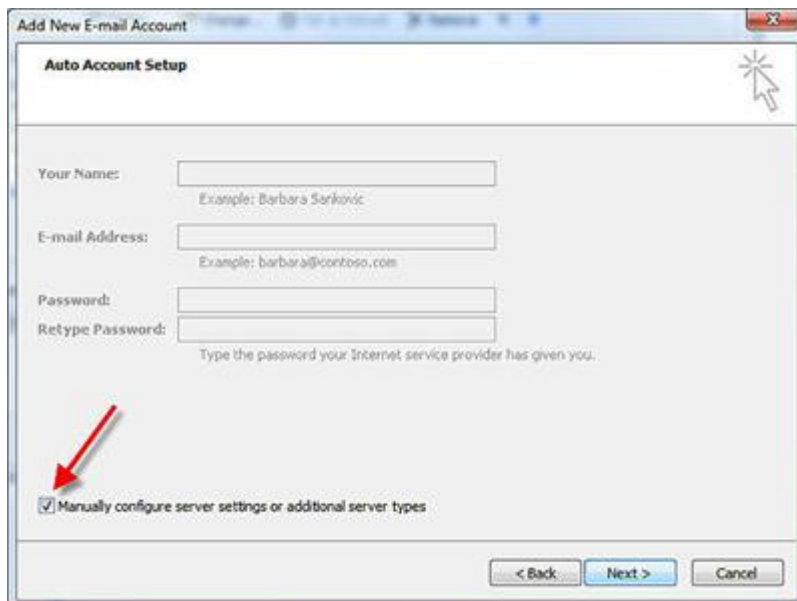 Add New E-mail Account
Auto Account Setup
Your Name:
Example: Barbara Sankovic
E-mail Address:
Example: barbara@contoso.com
Password:
Retype Password:
Type the password your Internet service provider has given you.
Manually configure server settings or additional server types
< Back Next > Cancel